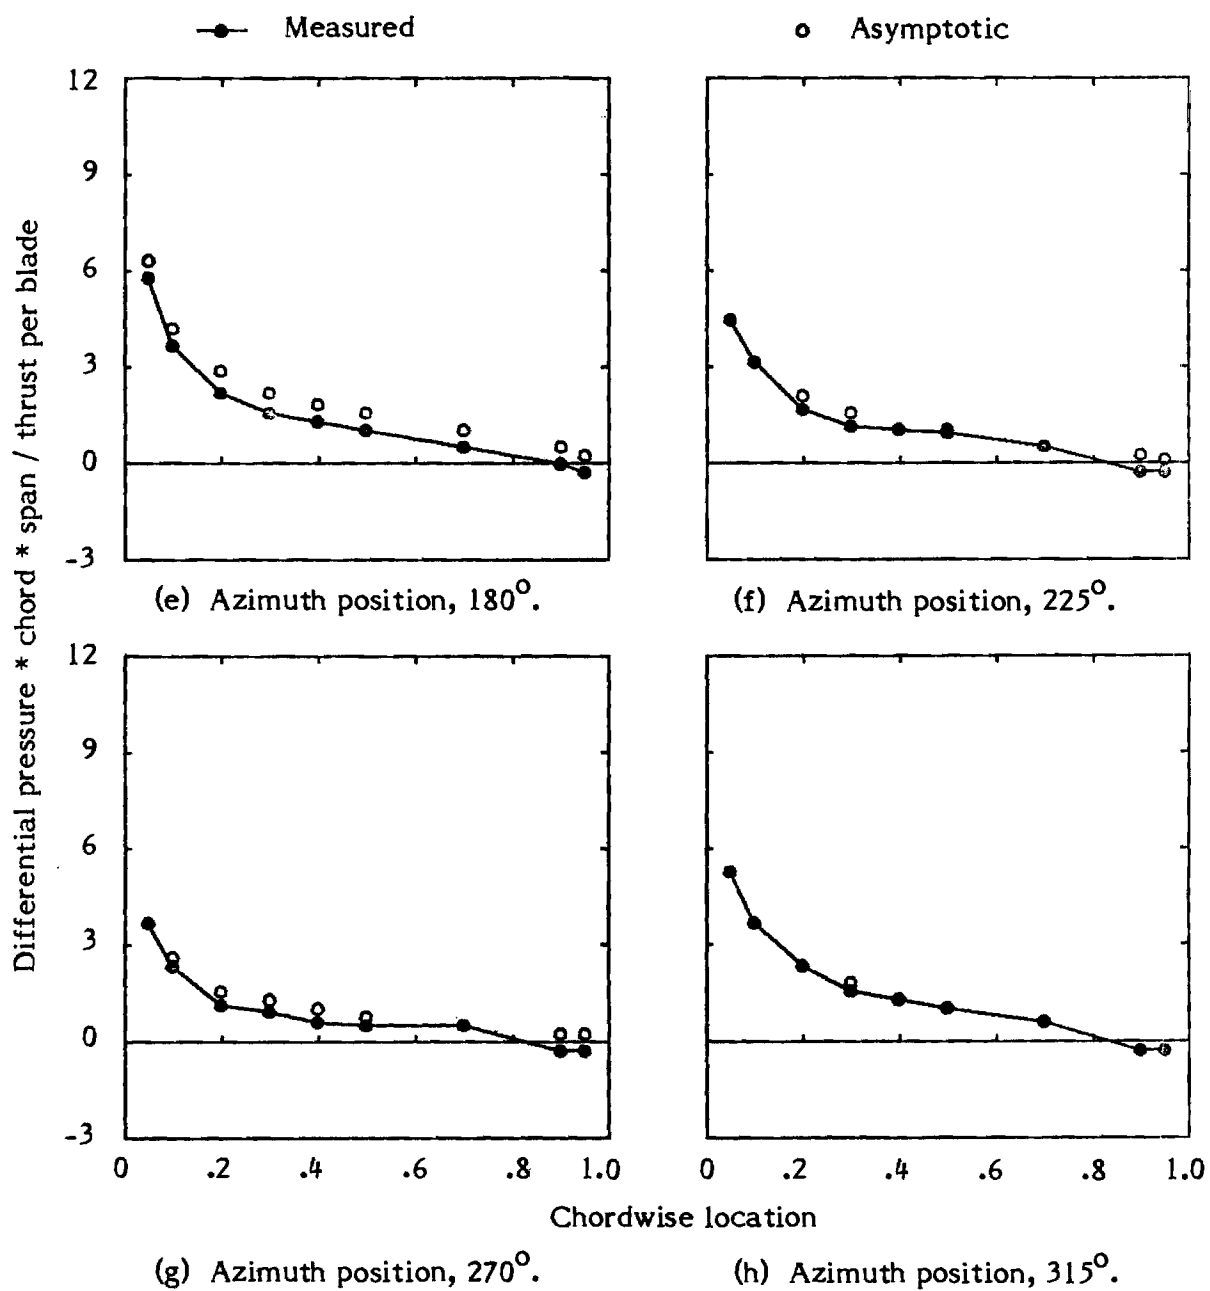 Measured
Asymptotic
Differential pressure * chord * span / thrust per blade
12
9
6
3
0
-3
(e) Azimuth position, 180°.
(f) Azimuth position, 225°.
12
9
6
3
0
-3
0 .2 .4 .6 .8 1.0
0 .2 .4 .6 .8 1.0
Chordwise location
(g) Azimuth position, 270°.
(h) Azimuth position, 315°.